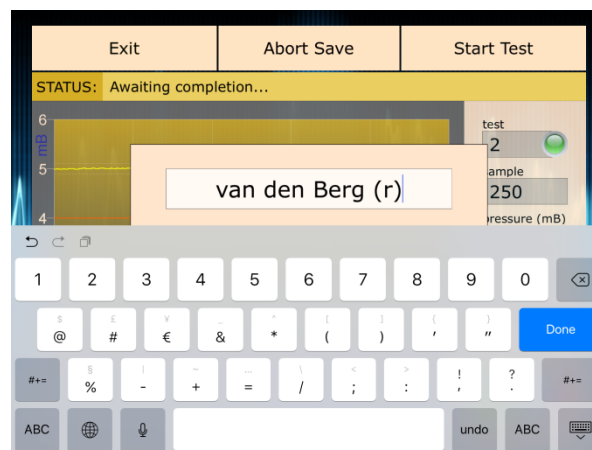 Exit Abort Save Start Test
STATUS: Awaiting completion...
6
mB
5
4
test
2
ample
250
ressure (mB)
van den Berg (r)
1 2 3 4 5 6 7 8 9 0
$ £ ¥ _ ^ [ ] { }
@ # € & * ( ) ' " Done
§ | ~ … \ < > ! ?
#+= % - + = / ; : , . #+=
ABC undo ABC